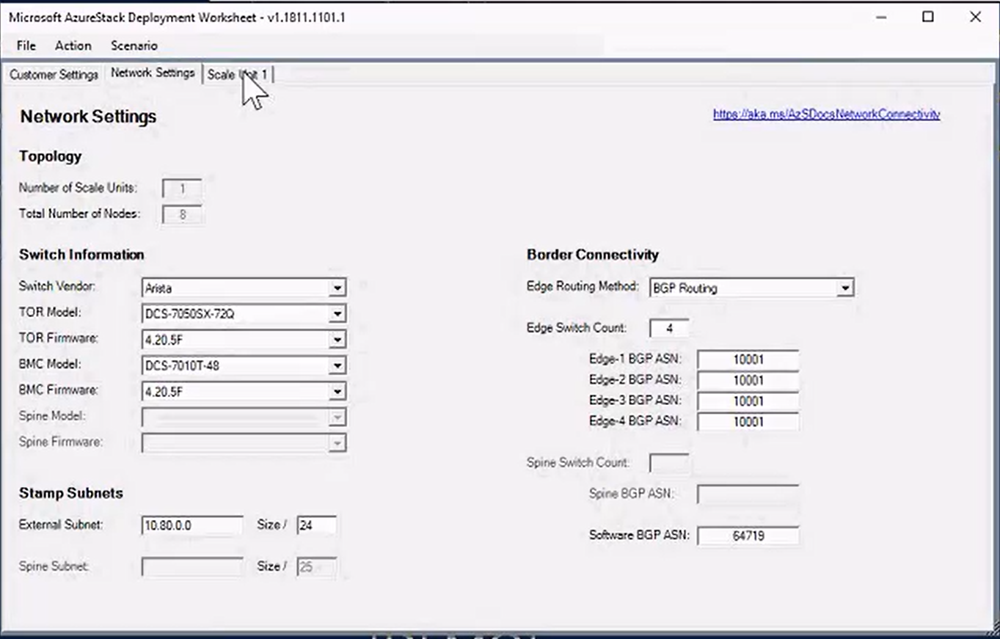 Microsoft AzureStack Deployment Worksheet - v1.1811.1101.1
File Action Scenario
Customer Settings Network Settings Scale Unit 1
Network Settings
https://aka.ms/AzSDocsNetworkConnectivity
Topology
Number of Scale Units: 1
Total Number of Nodes: 8
Switch Information
Switch Vendor: Arista
TOR Model: DCS-7050SX-72Q
TOR Firmware: 4.20.5F
BMC Model: DCS-7010T-48
BMC Firmware: 4.20.5F
Spine Model:
Spine Firmware:
Stamp Subnets
External Subnet: 10.80.0.0 Size / 24
Spine Subnet: Size / 25
Border Connectivity
Edge Routing Method: BGP Routing
Edge Switch Count: 4
Edge-1 BGP ASN: 10001
Edge-2 BGP ASN: 10001
Edge-3 BGP ASN: 10001
Edge-4 BGP ASN: 10001
Spine Switch Count:
Spine BGP ASN:
Software BGP ASN: 64719